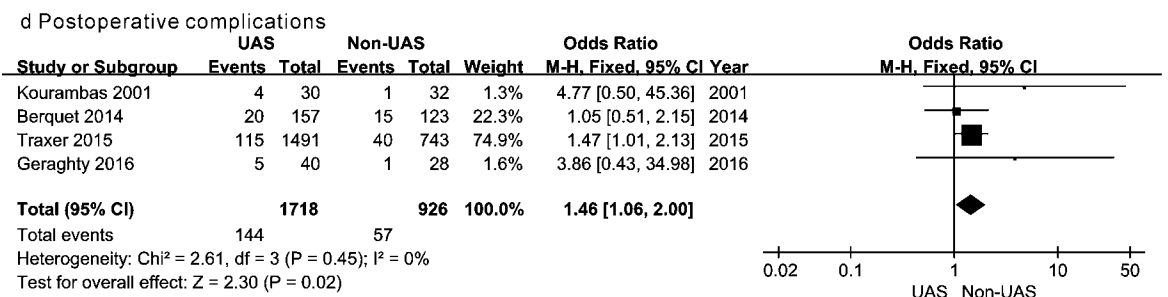 d Postoperative complications
UAS Non-UAS Odds Ratio Odds Ratio
Study or Subgroup Events Total Events Total Weight M-H, Fixed, 95% CI Year M-H, Fixed, 95% CI
Kourambas 2001 4 30 1 32 1.3% 4.77 [0.50, 45.36] 2001
Berquet 2014 20 157 15 123 22.3% 1.05 [0.51, 2.15] 2014
Traxer 2015 115 1491 40 743 74.9% 1.47 [1.01, 2.13] 2015
Geraghty 2016 5 40 1 28 1.6% 3.86 [0.43, 34.98] 2016
Total (95% CI) 1718 926 100.0% 1.46 [1.06, 2.00]
Total events 144 57
Heterogeneity: Chi² = 2.61, df = 3 (P = 0.45); I² = 0%
Test for overall effect: Z = 2.30 (P = 0.02)
0.02 0.1 1 10 50
UAS Non-UAS